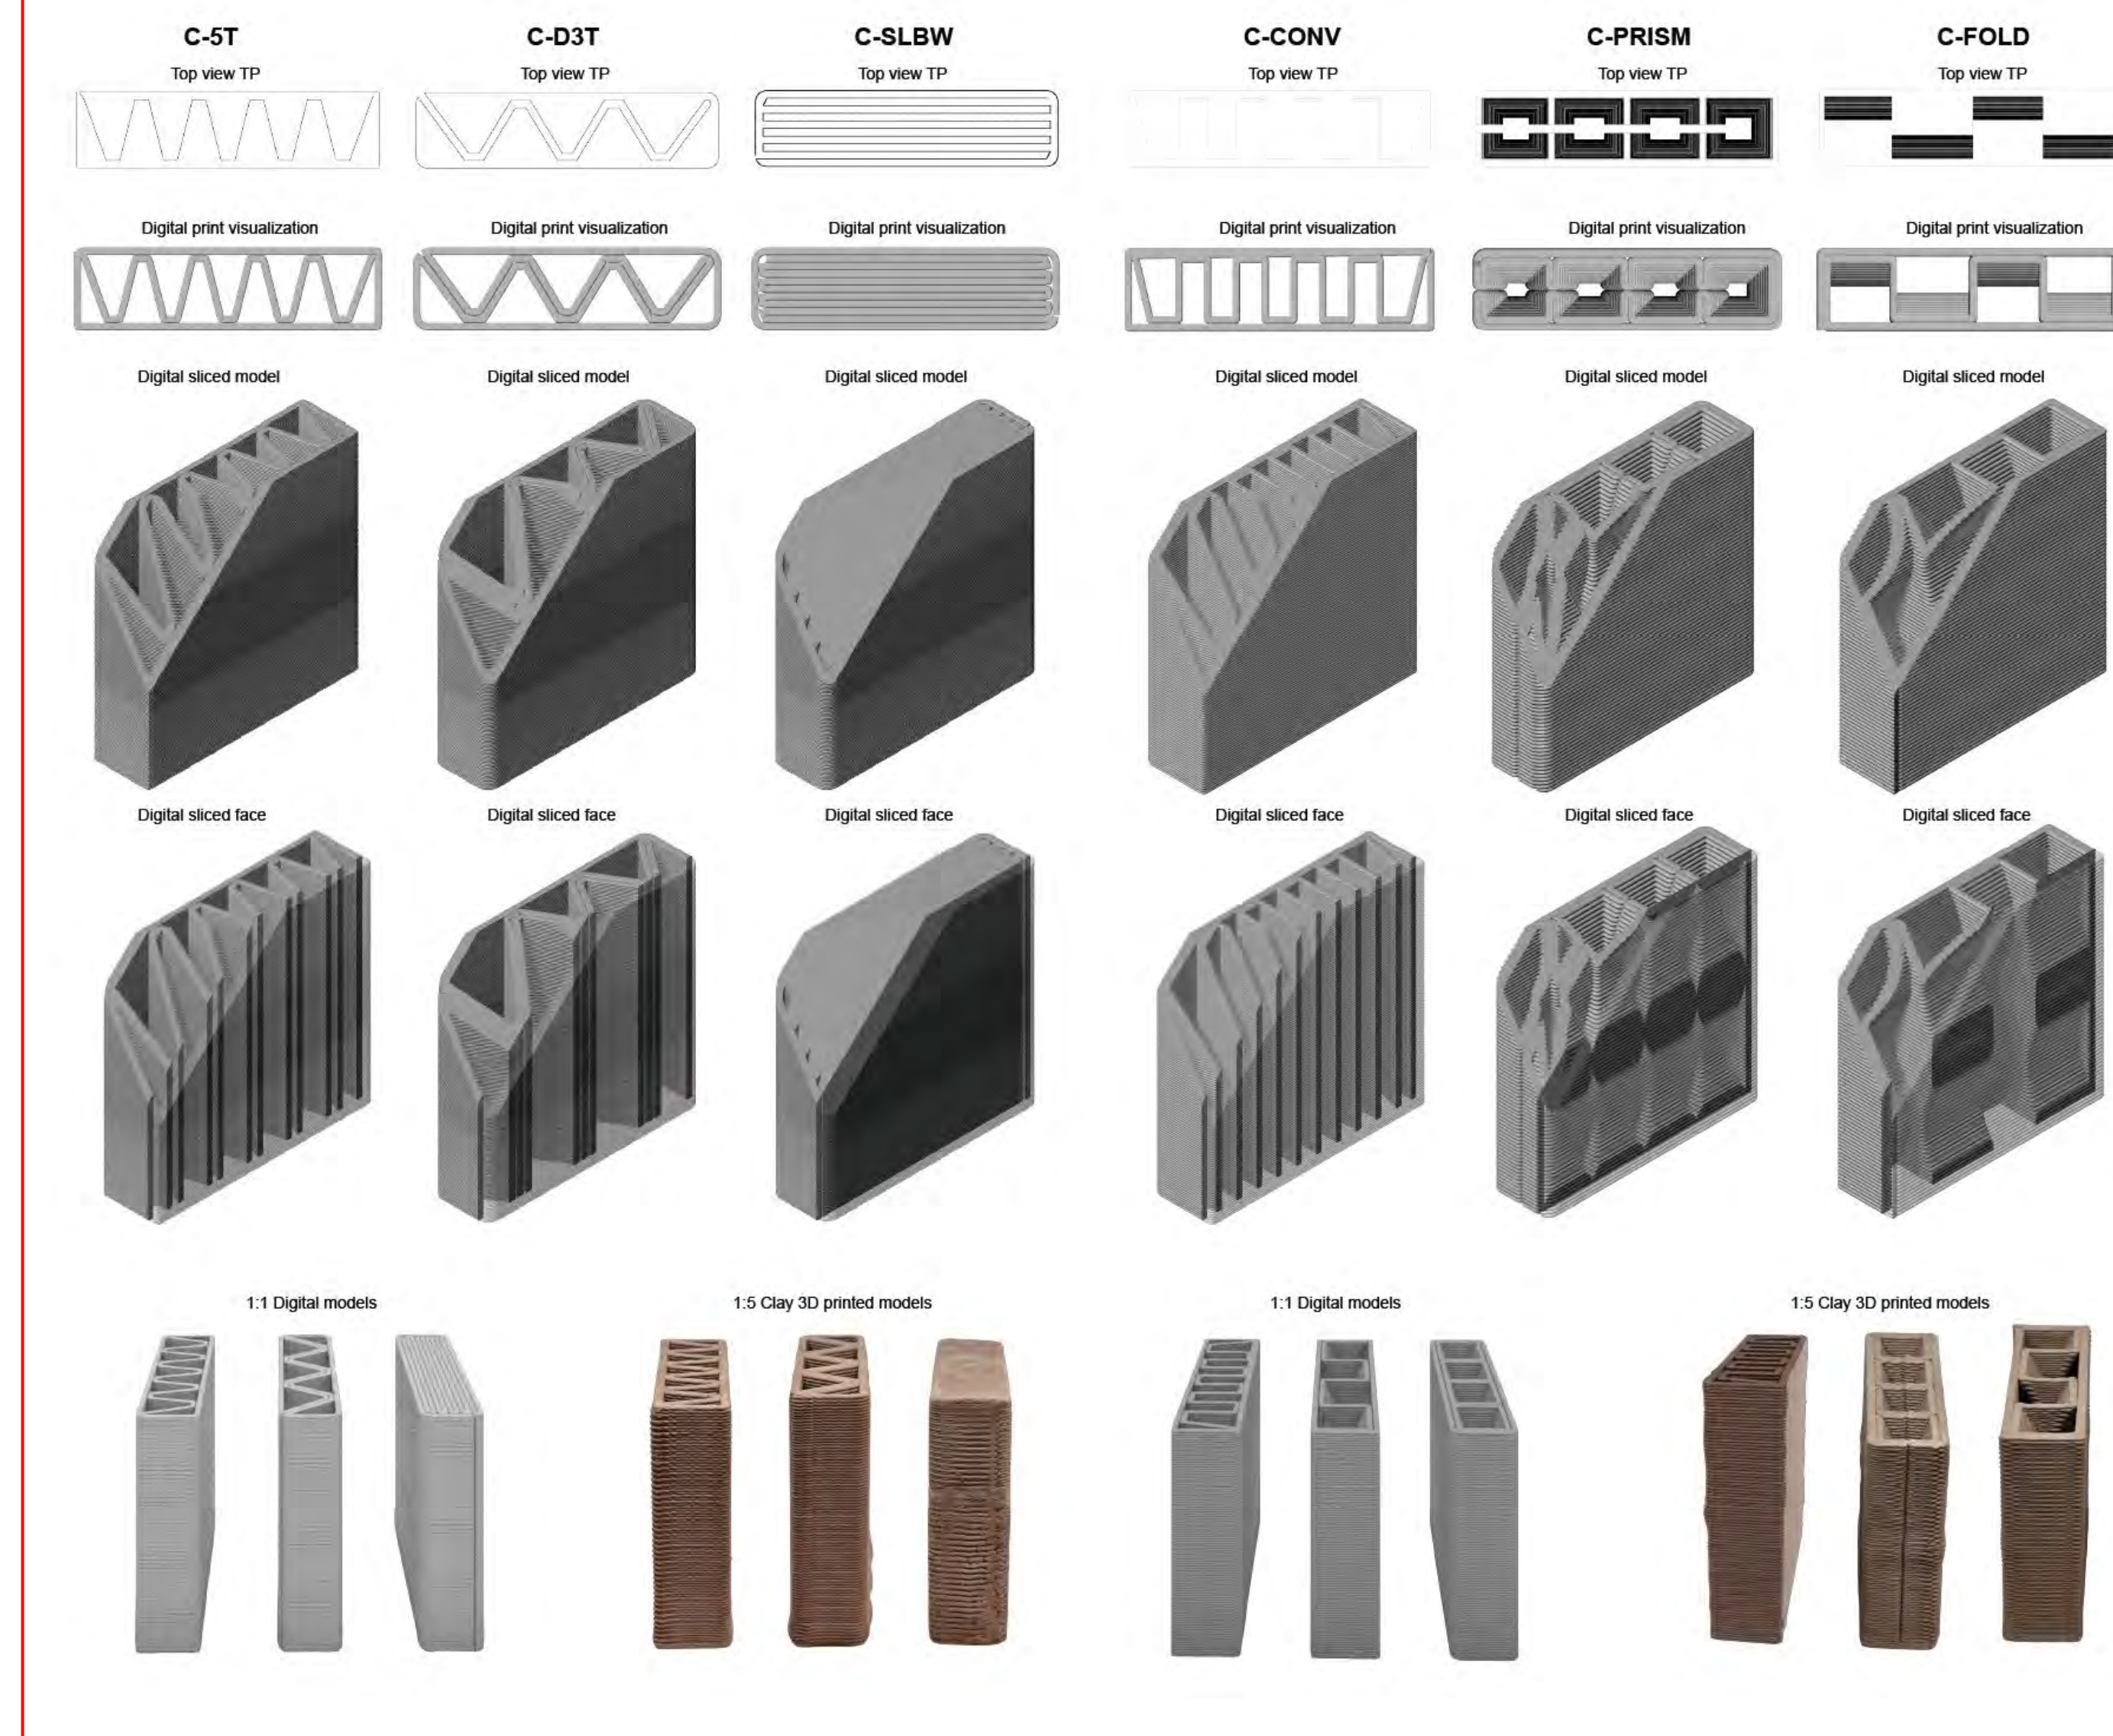 C-5T C-D3T C-SLBW C-CONV C-PRISM C-FOLD
Top view TP Top view TP Top view TP Top view TP Top view TP Top view TP
Digital print visualization Digital print visualization Digital print visualization Digital print visualization Digital print visualization Digital print visualization
Digital sliced model Digital sliced model Digital sliced model Digital sliced model Digital sliced model Digital sliced model
Digital sliced face Digital sliced face Digital sliced face Digital sliced face Digital sliced face Digital sliced face
1:1 Digital models 1:5 Clay 3D printed models 1:1 Digital models 1:5 Clay 3D printed models